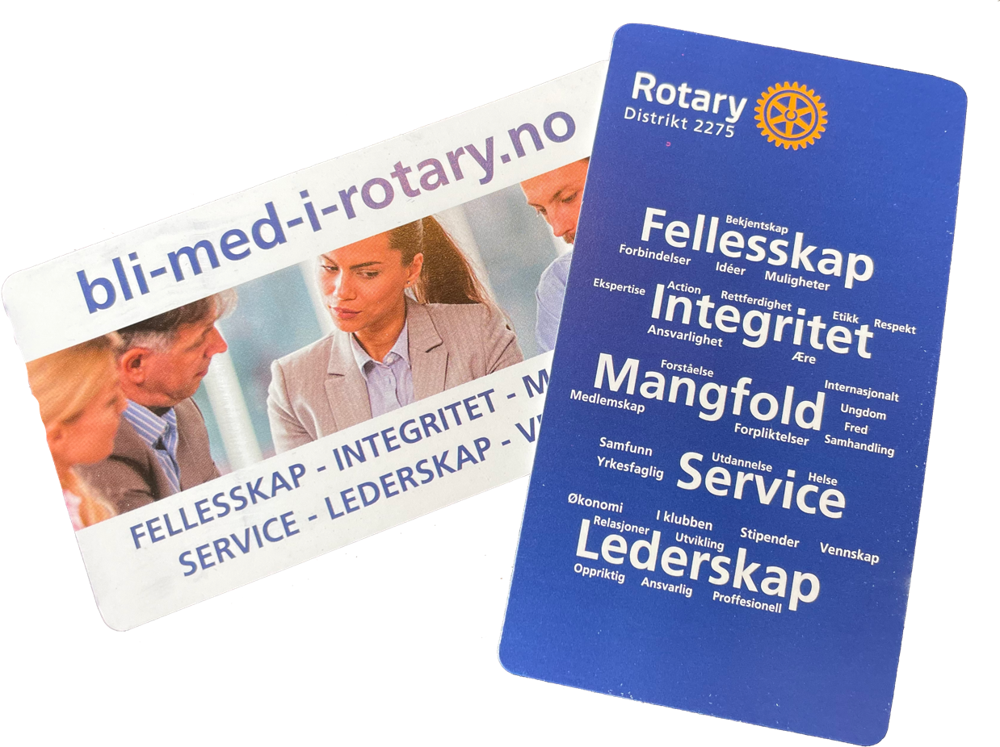 bli-med-i-rotary.no
FELLESSKAP - INTEGRITET - M
SERVICE - LEDERSKAP - V
Rotary
Distrikt 2275
Bekjentskap
Fellesskap
Forbindelser Idéer Muligheter
Ekspertise Action Rettferdighet Etikk Respekt
Integritet
Ansvarlighet Ære
Forståelse Internasjonalt
Mangfold
Medlemskap Ungdom
Forpliktelser Fred
Samhandling
Samfunn Utdannelse Helse
Yrkesfaglig Service
Økonomi I klubben Stipender Vennskap
Relasjoner Utvikling
Lederskap
Oppriktig Ansvarlig Proffesionell